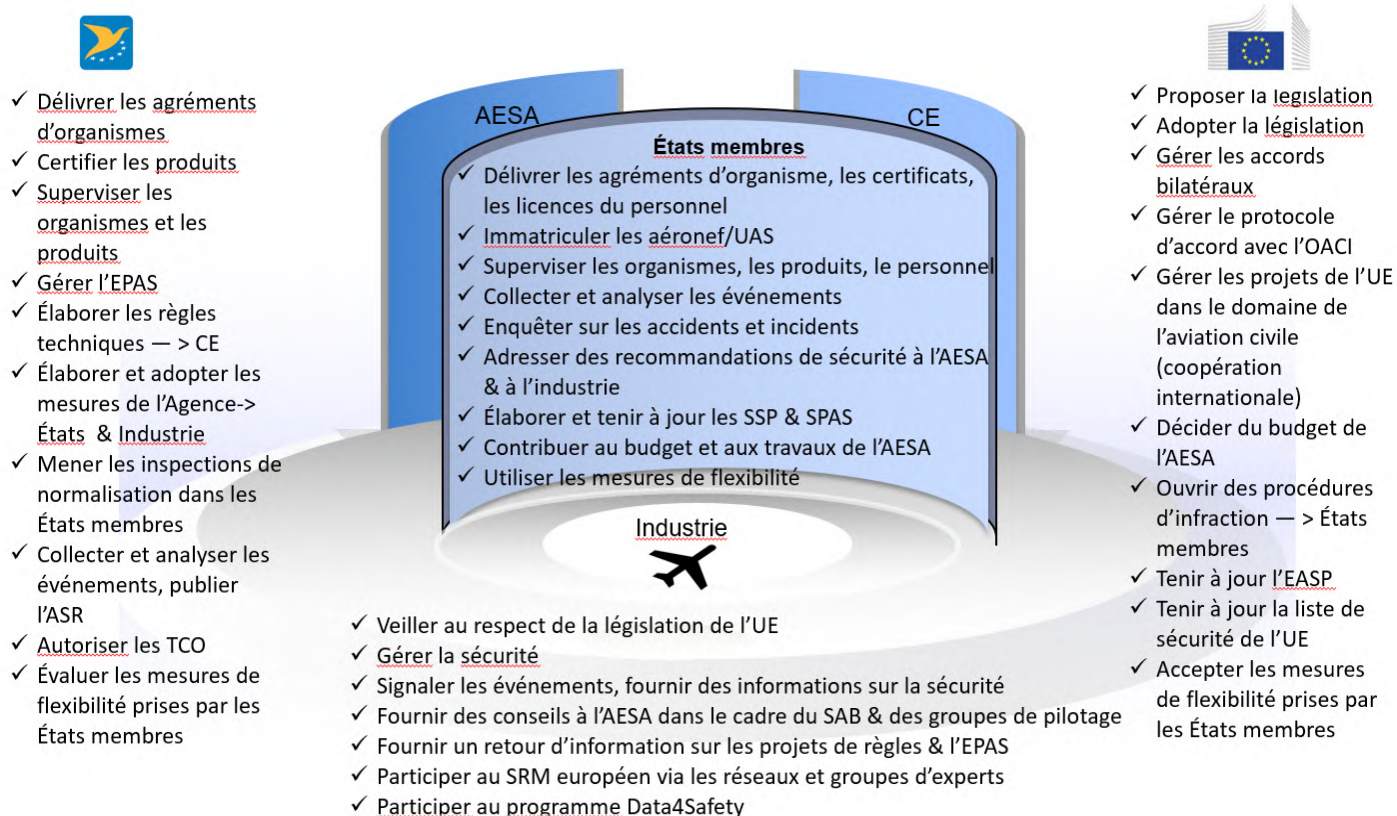 Délivrer les agréments
d'organismes
Certifier les produits
Superviser les
organismes et les
produits
Gérer l'EPAS
Élaborer les règles
techniques — > CE
Élaborer et adopter les
mesures de l'Agence->
États & Industrie
Mener les inspections de
normalisation dans les
États membres
Collecter et analyser les
événements, publier
l'ASR
Autoriser les TCO
Évaluer les mesures de
flexibilité prises par les
États membres
AESA
CE
États membres
Délivrer les agréments d'organisme, les certificats,
les licences du personnel
Immatriculer les aéronef/UAS
Superviser les organismes, les produits, le personnel
Collecter et analyser les événements
Enquêter sur les accidents et incidents
Adresser des recommandations de sécurité à l'AESA
& à l'industrie
Élaborer et tenir à jour les SSP & SPAS
Contribuer au budget et aux travaux de l'AESA
Utiliser les mesures de flexibilité
Industrie
Veiller au respect de la législation de l'UE
Gérer la sécurité
Signaler les événements, fournir des informations sur la sécurité
Fournir des conseils à l'AESA dans le cadre du SAB & des groupes de pilotage
Fournir un retour d'information sur les projets de règles & l'EPAS
Participer au SRM européen via les réseaux et groupes d'experts
Participer au programme Data4Safety
Proposer la législation
Adopter la législation
Gérer les accords
bilatéraux
Gérer le protocole
d'accord avec l'OACI
Gérer les projets de l'UE
dans le domaine de
l'aviation civile
(coopération
internationale)
Décider du budget de
l'AESA
Ouvrir des procédures
d'infraction — > États
membres
Tenir à jour l'EASP
Tenir à jour la liste de
sécurité de l'UE
Accepter les mesures
de flexibilité prises par
les États membres